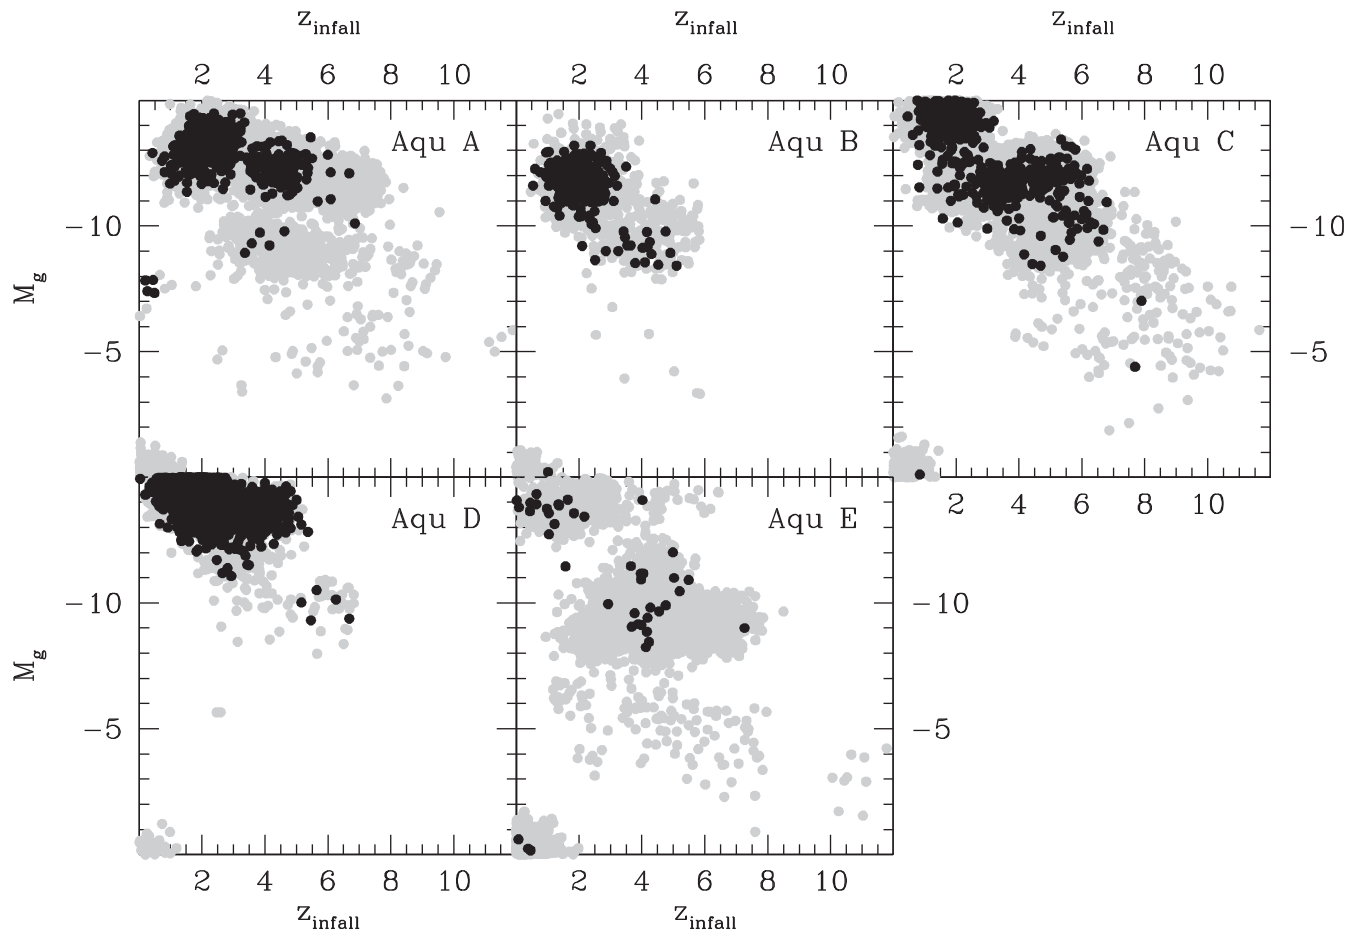 z_infall z_infall z_infall
2 4 6 8 10 2 4 6 8 10 2 4 6 8 10
Aqu A Aqu B Aqu C
−10 −10
M_g
−5 −5
2 4 6 8 10
Aqu D Aqu E
−10 −10
M_g
−5 −5
2 4 6 8 10 2 4 6 8 10
z_infall z_infall